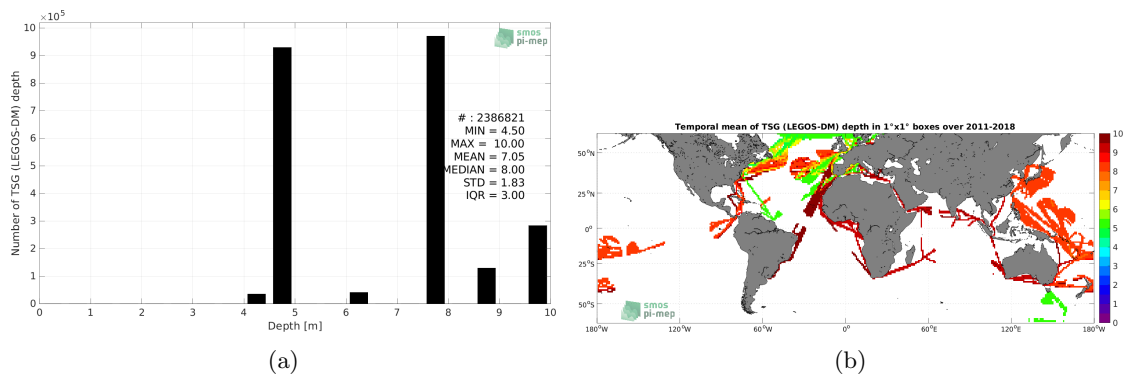 ×10⁵
10
9
8
7
6
5
4
3
2
1
0
Number of TSG (LEGOS-DM) depth
smos
pi-mep
# : 2386821
MIN = 4.50
MAX = 10.00
MEAN = 7.05
MEDIAN = 8.00
STD = 1.83
IQR = 3.00
0 1 2 3 4 5 6 7 8 9 10
Depth [m]
(a)
Temporal mean of TSG (LEGOS-DM) depth in 1°x1° boxes over 2011-2018
50°N
25°N
0°
25°S
50°S
180°W 120°W 60°W 0° 60°E 120°E 180°W
smos
pi-mep
10
9
8
7
6
5
4
3
2
1
0
(b)